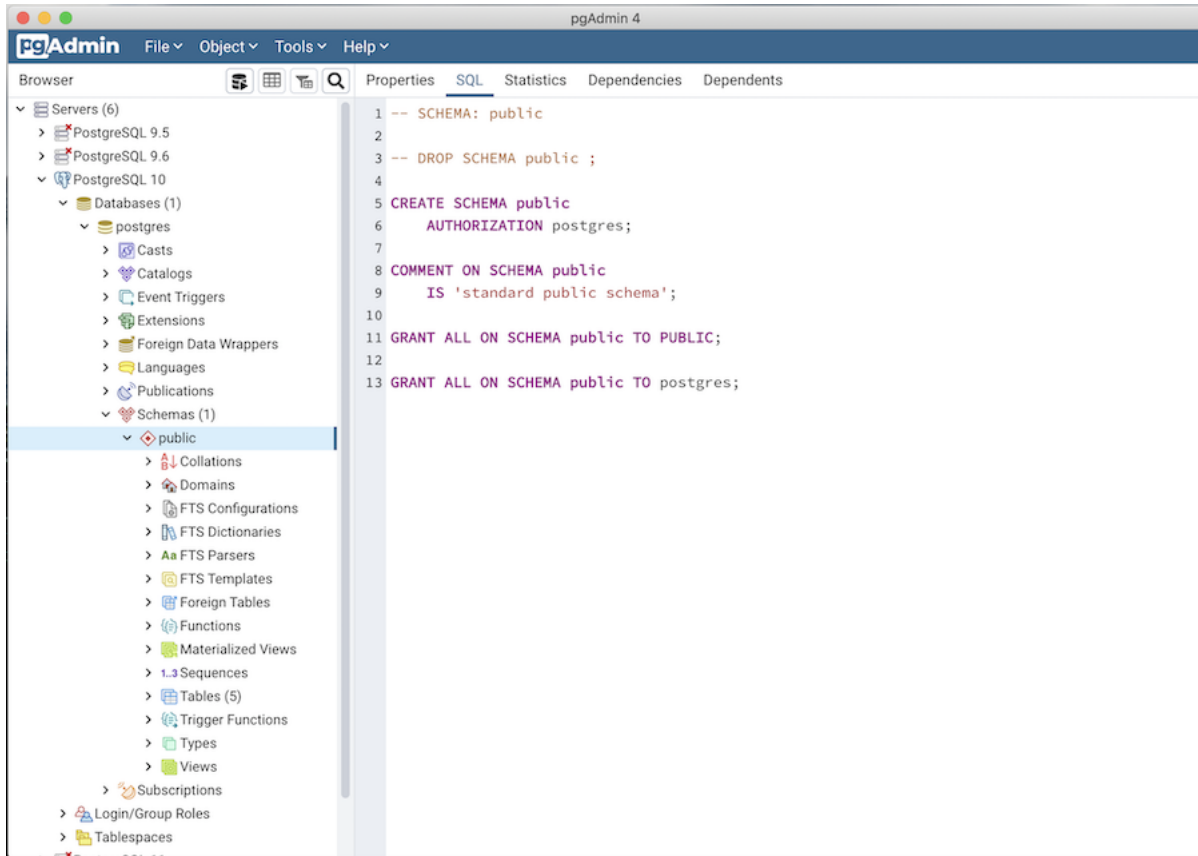 pgAdmin 4
pgAdmin File Object Tools Help
Browser
Properties SQL Statistics Dependencies Dependents
Servers (6)
PostgreSQL 9.5
PostgreSQL 9.6
PostgreSQL 10
Databases (1)
postgres
Casts
Catalogs
Event Triggers
Extensions
Foreign Data Wrappers
Languages
Publications
Schemas (1)
public
Collations
Domains
FTS Configurations
FTS Dictionaries
Aa FTS Parsers
FTS Templates
Foreign Tables
Functions
Materialized Views
1..3 Sequences
Tables (5)
Trigger Functions
Types
Views
Subscriptions
Login/Group Roles
Tablespaces
1 -- SCHEMA: public
2
3 -- DROP SCHEMA public ;
4
5 CREATE SCHEMA public
6 AUTHORIZATION postgres;
7
8 COMMENT ON SCHEMA public
9 IS 'standard public schema';
10
11 GRANT ALL ON SCHEMA public TO PUBLIC;
12
13 GRANT ALL ON SCHEMA public TO postgres;